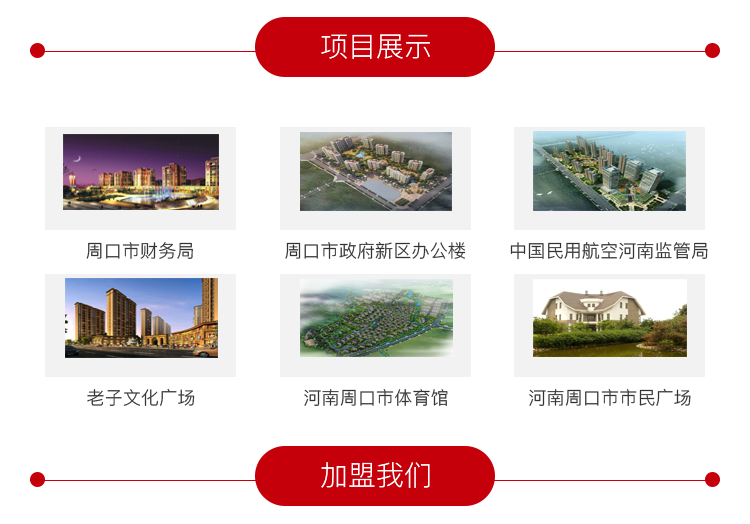 项目展示
周口市财务局
周口市政府新区办公楼
中国民用航空河南监管局
老子文化广场
河南周口市体育馆
河南周口市市民广场
加盟我们